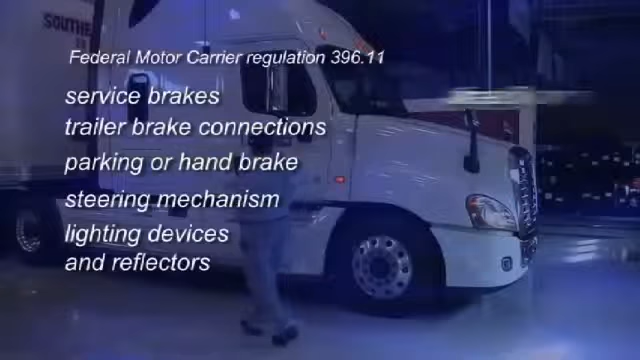 SOUTHE
Federal Motor Carrier regulation 396.11
service brakes
trailer brake connections
parking or hand brake
steering mechanism
lighting devices
and reflectors